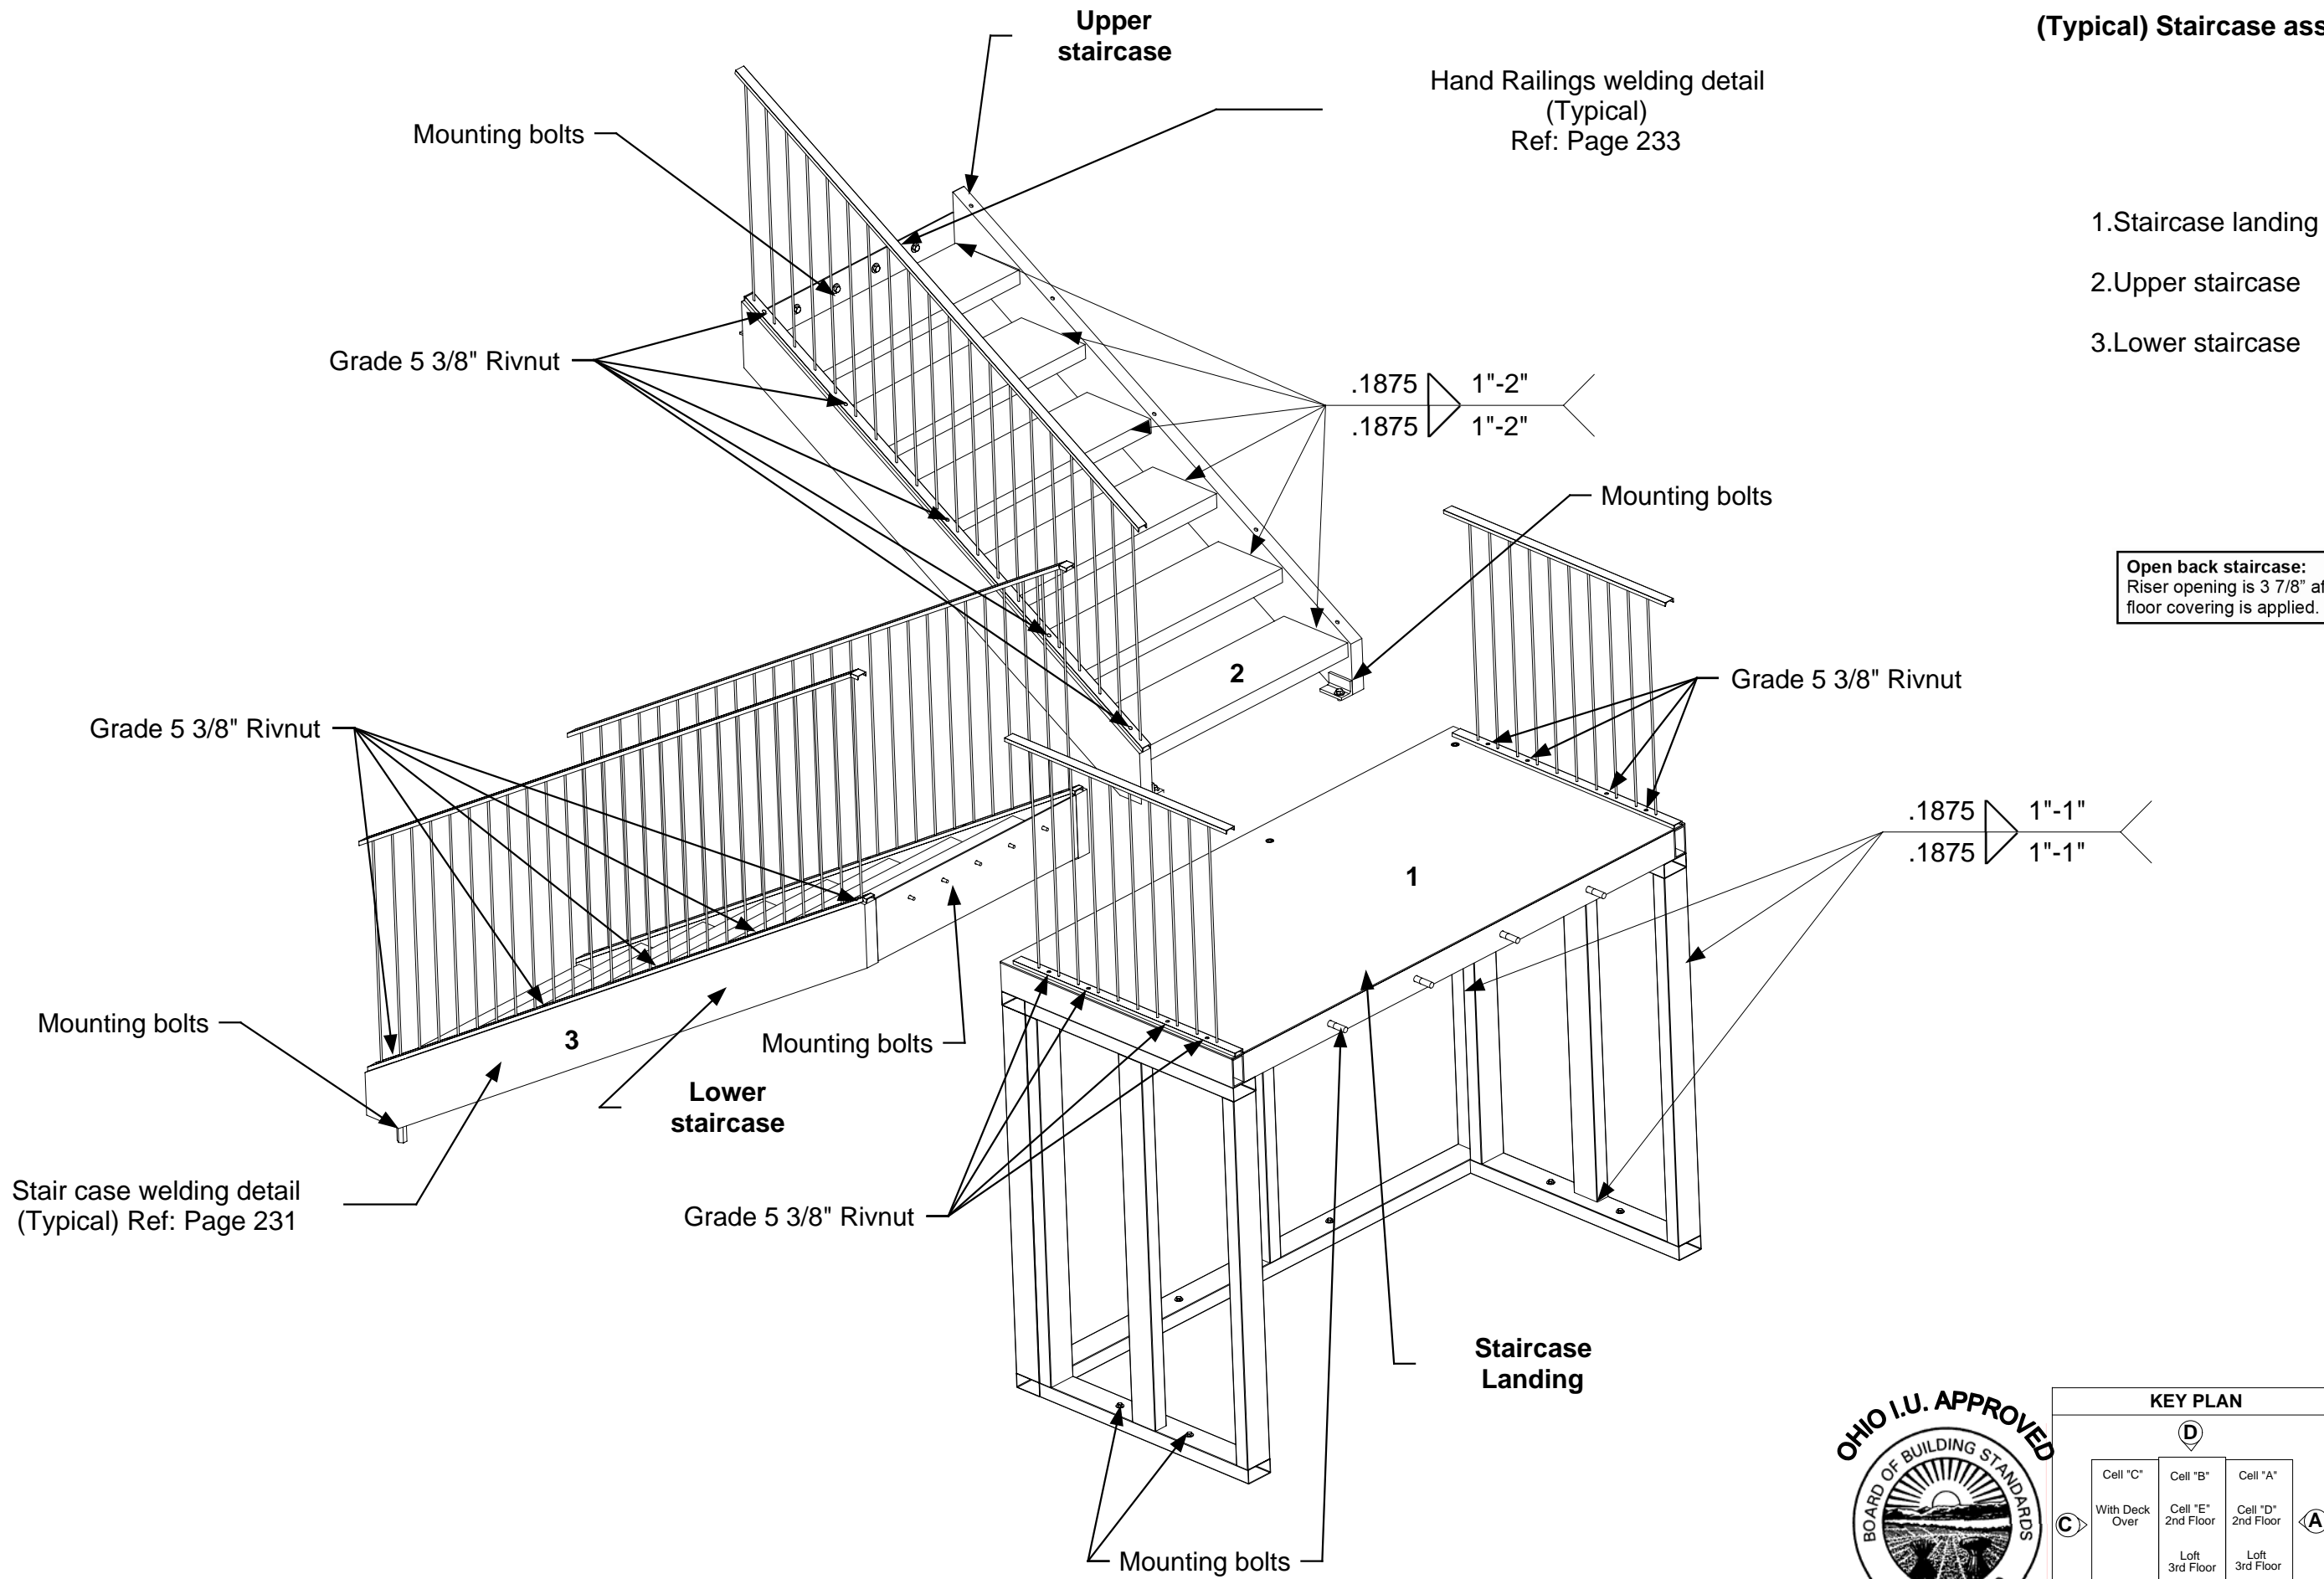 (Typical) Staircase ass
Upper
staircase
Hand Railings welding detail
(Typical)
Ref: Page 233
Mounting bolts
1.Staircase landing
2.Upper staircase
3.Lower staircase
Grade 5 3/8" Rivnut
.1875 1"-2"
.1875 1"-2"
Mounting bolts
Open back staircase:
Riser opening is 3 7/8” af
floor covering is applied.
2
Grade 5 3/8" Rivnut
Grade 5 3/8" Rivnut
.1875 1"-1"
.1875 1"-1"
1
Mounting bolts
3
Mounting bolts
Lower
staircase
Stair case welding detail
(Typical) Ref: Page 231
Grade 5 3/8" Rivnut
Staircase
Landing
Mounting bolts
OHIO I.U. APPROVED
BOARD OF BUILDING STANDARDS
KEY PLAN
D
Cell "C" Cell "B" Cell "A"
With Deck
Over
Cell "E"
2nd Floor
Cell "D"
2nd Floor
C
A
Loft
3rd Floor
Loft
3rd Floor